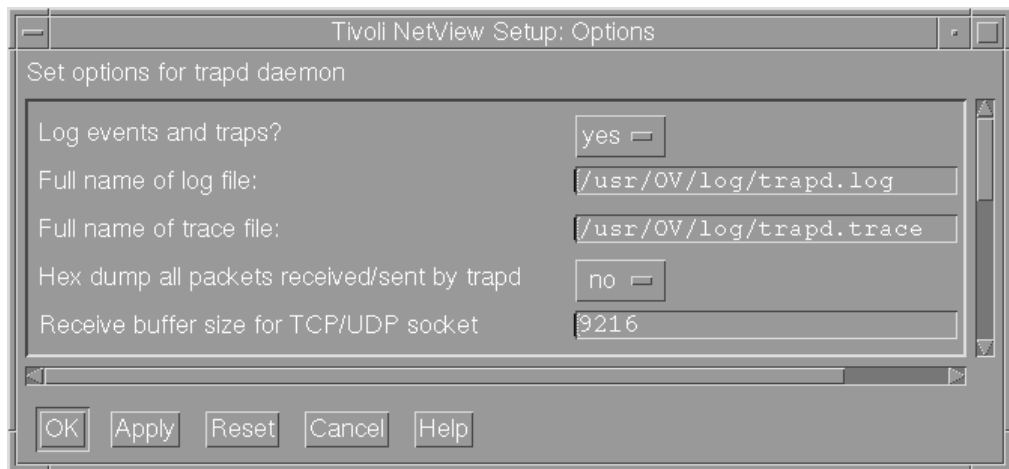 Tivoli NetView Setup: Options
Set options for trapd daemon
Log events and traps? yes
Full name of log file: /usr/OV/log/trapd.log
Full name of trace file: /usr/OV/log/trapd.trace
Hex dump all packets received/sent by trapd no
Receive buffer size for TCP/UDP socket 9216
OK Apply Reset Cancel Help